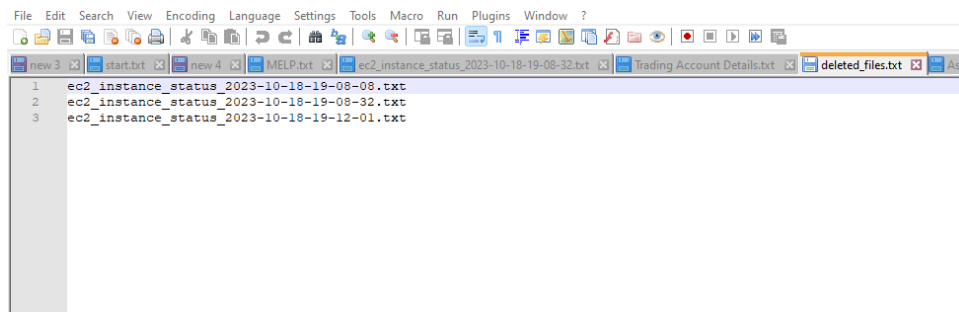 File Edit Search View Encoding Language Settings Tools Macro Run Plugins Window ?
new 3 start.txt new 4 MELP.txt ec2_instance_status_2023-10-18-19-08-32.txt Trading Account Details.txt deleted_files.txt As
1 ec2_instance_status_2023-10-18-19-08-08.txt
2 ec2_instance_status_2023-10-18-19-08-32.txt
3 ec2_instance_status_2023-10-18-19-12-01.txt